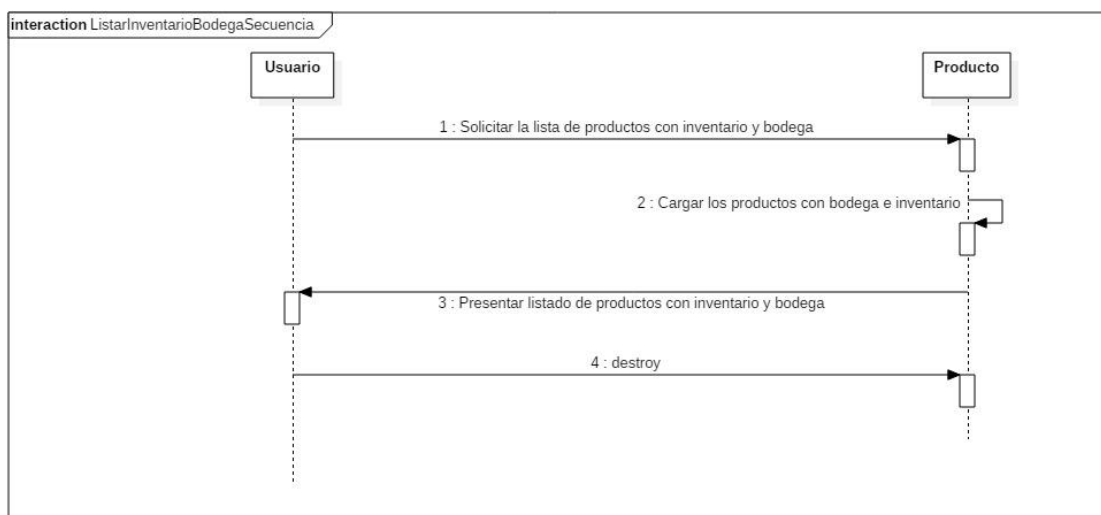 interaction ListarInventarioBodegaSecuencia
Usuario
Producto
1 : Solicitar la lista de productos con inventario y bodega
2 : Cargar los productos con bodega e inventario
3 : Presentar listado de productos con inventario y bodega
4 : destroy